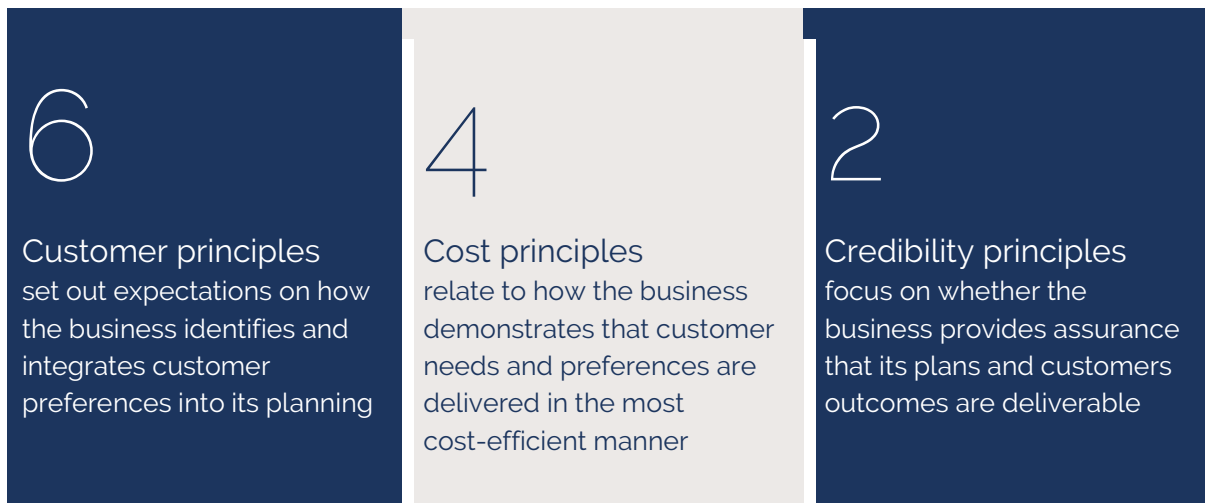 6
Customer principles
set out expectations on how
the business identifies and
integrates customer
preferences into its planning
4
Cost principles
relate to how the business
demonstrates that customer
needs and preferences are
delivered in the most
cost-efficient manner
2
Credibility principles
focus on whether the
business provides assurance
that its plans and customers
outcomes are deliverable